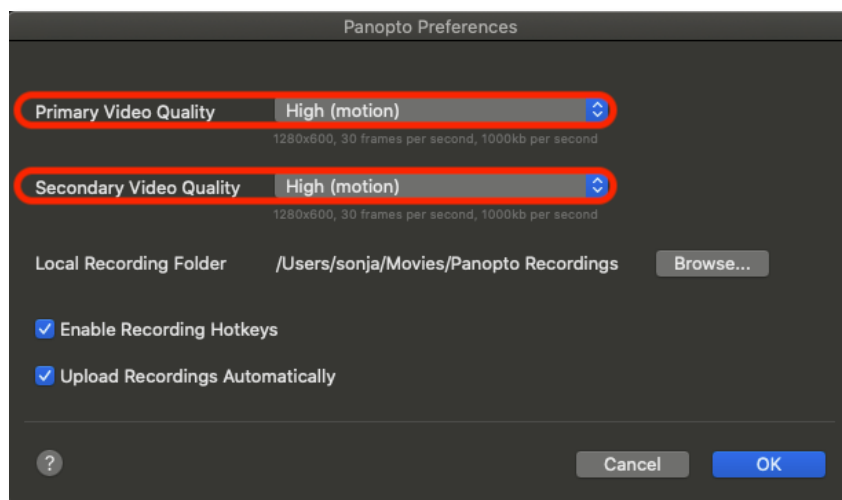 Panopto Preferences
Primary Video Quality High (motion)
1280x600, 30 frames per second, 1000kb per second
Secondary Video Quality High (motion)
1280x600, 30 frames per second, 1000kb per second
Local Recording Folder /Users/sonja/Movies/Panopto Recordings Browse...
Enable Recording Hotkeys
Upload Recordings Automatically
? Cancel OK